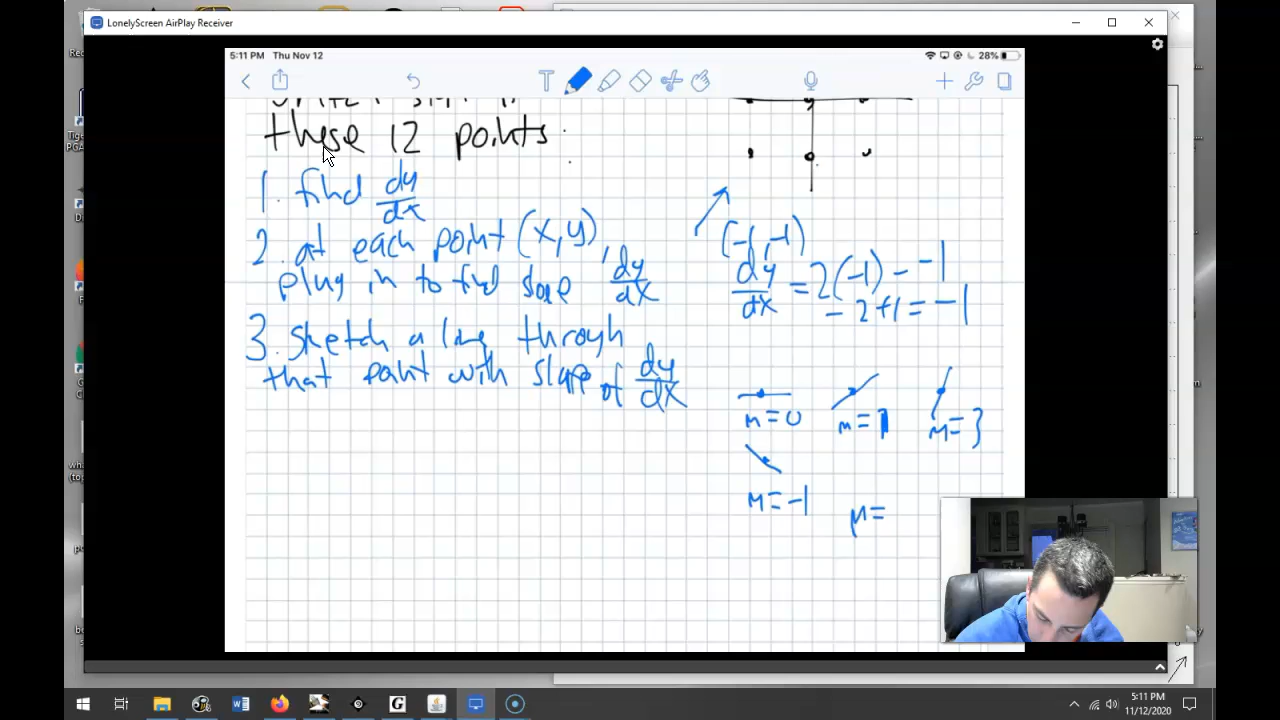 LonelyScreen AirPlay Receiver
5:11 PM Thu Nov 12
28%
these 12 points:
1. find dy/dx
2. at each point (x,y),
plug in to find slope dy/dx
3. sketch a line through
that point with slope of dy/dx
(-1,-1)
dy/dx = 2(-1) - -1
-2+1 = -1
m=0 m=1 m=3
m=-1 m=
5:11 PM
11/12/2020